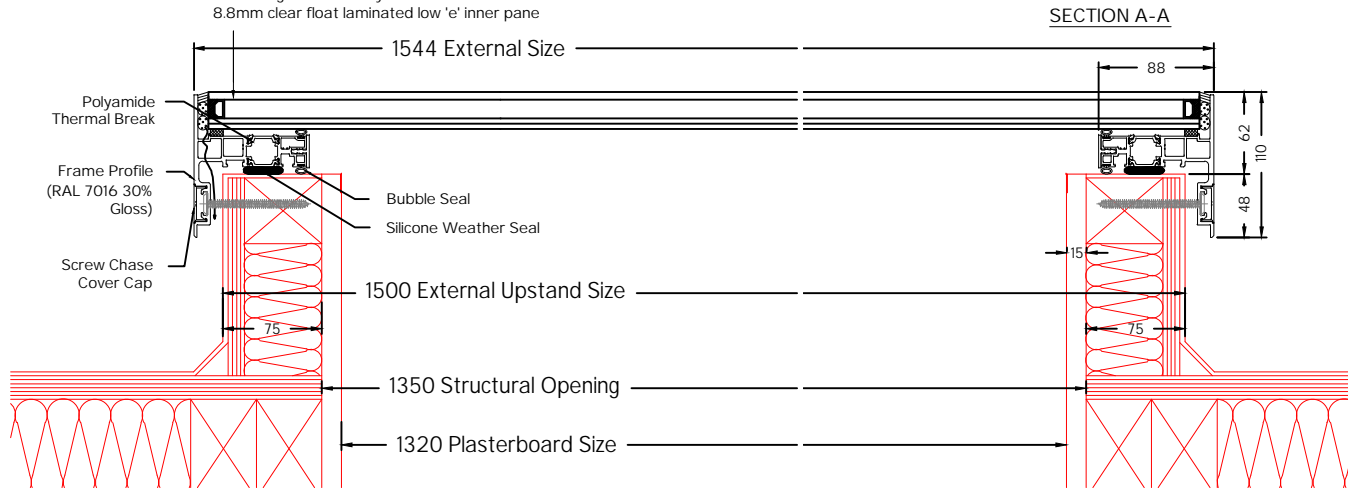 8.8mm clear float laminated low 'e' inner pane
SECTION A-A
1544 External Size
88
Polyamide
Thermal Break
62
110
Frame Profile
(RAL 7016 30%
Gloss)
Bubble Seal
48
Silicone Weather Seal
15
Screw Chase
Cover Cap
1500 External Upstand Size
75
75
1350 Structural Opening
1320 Plasterboard Size